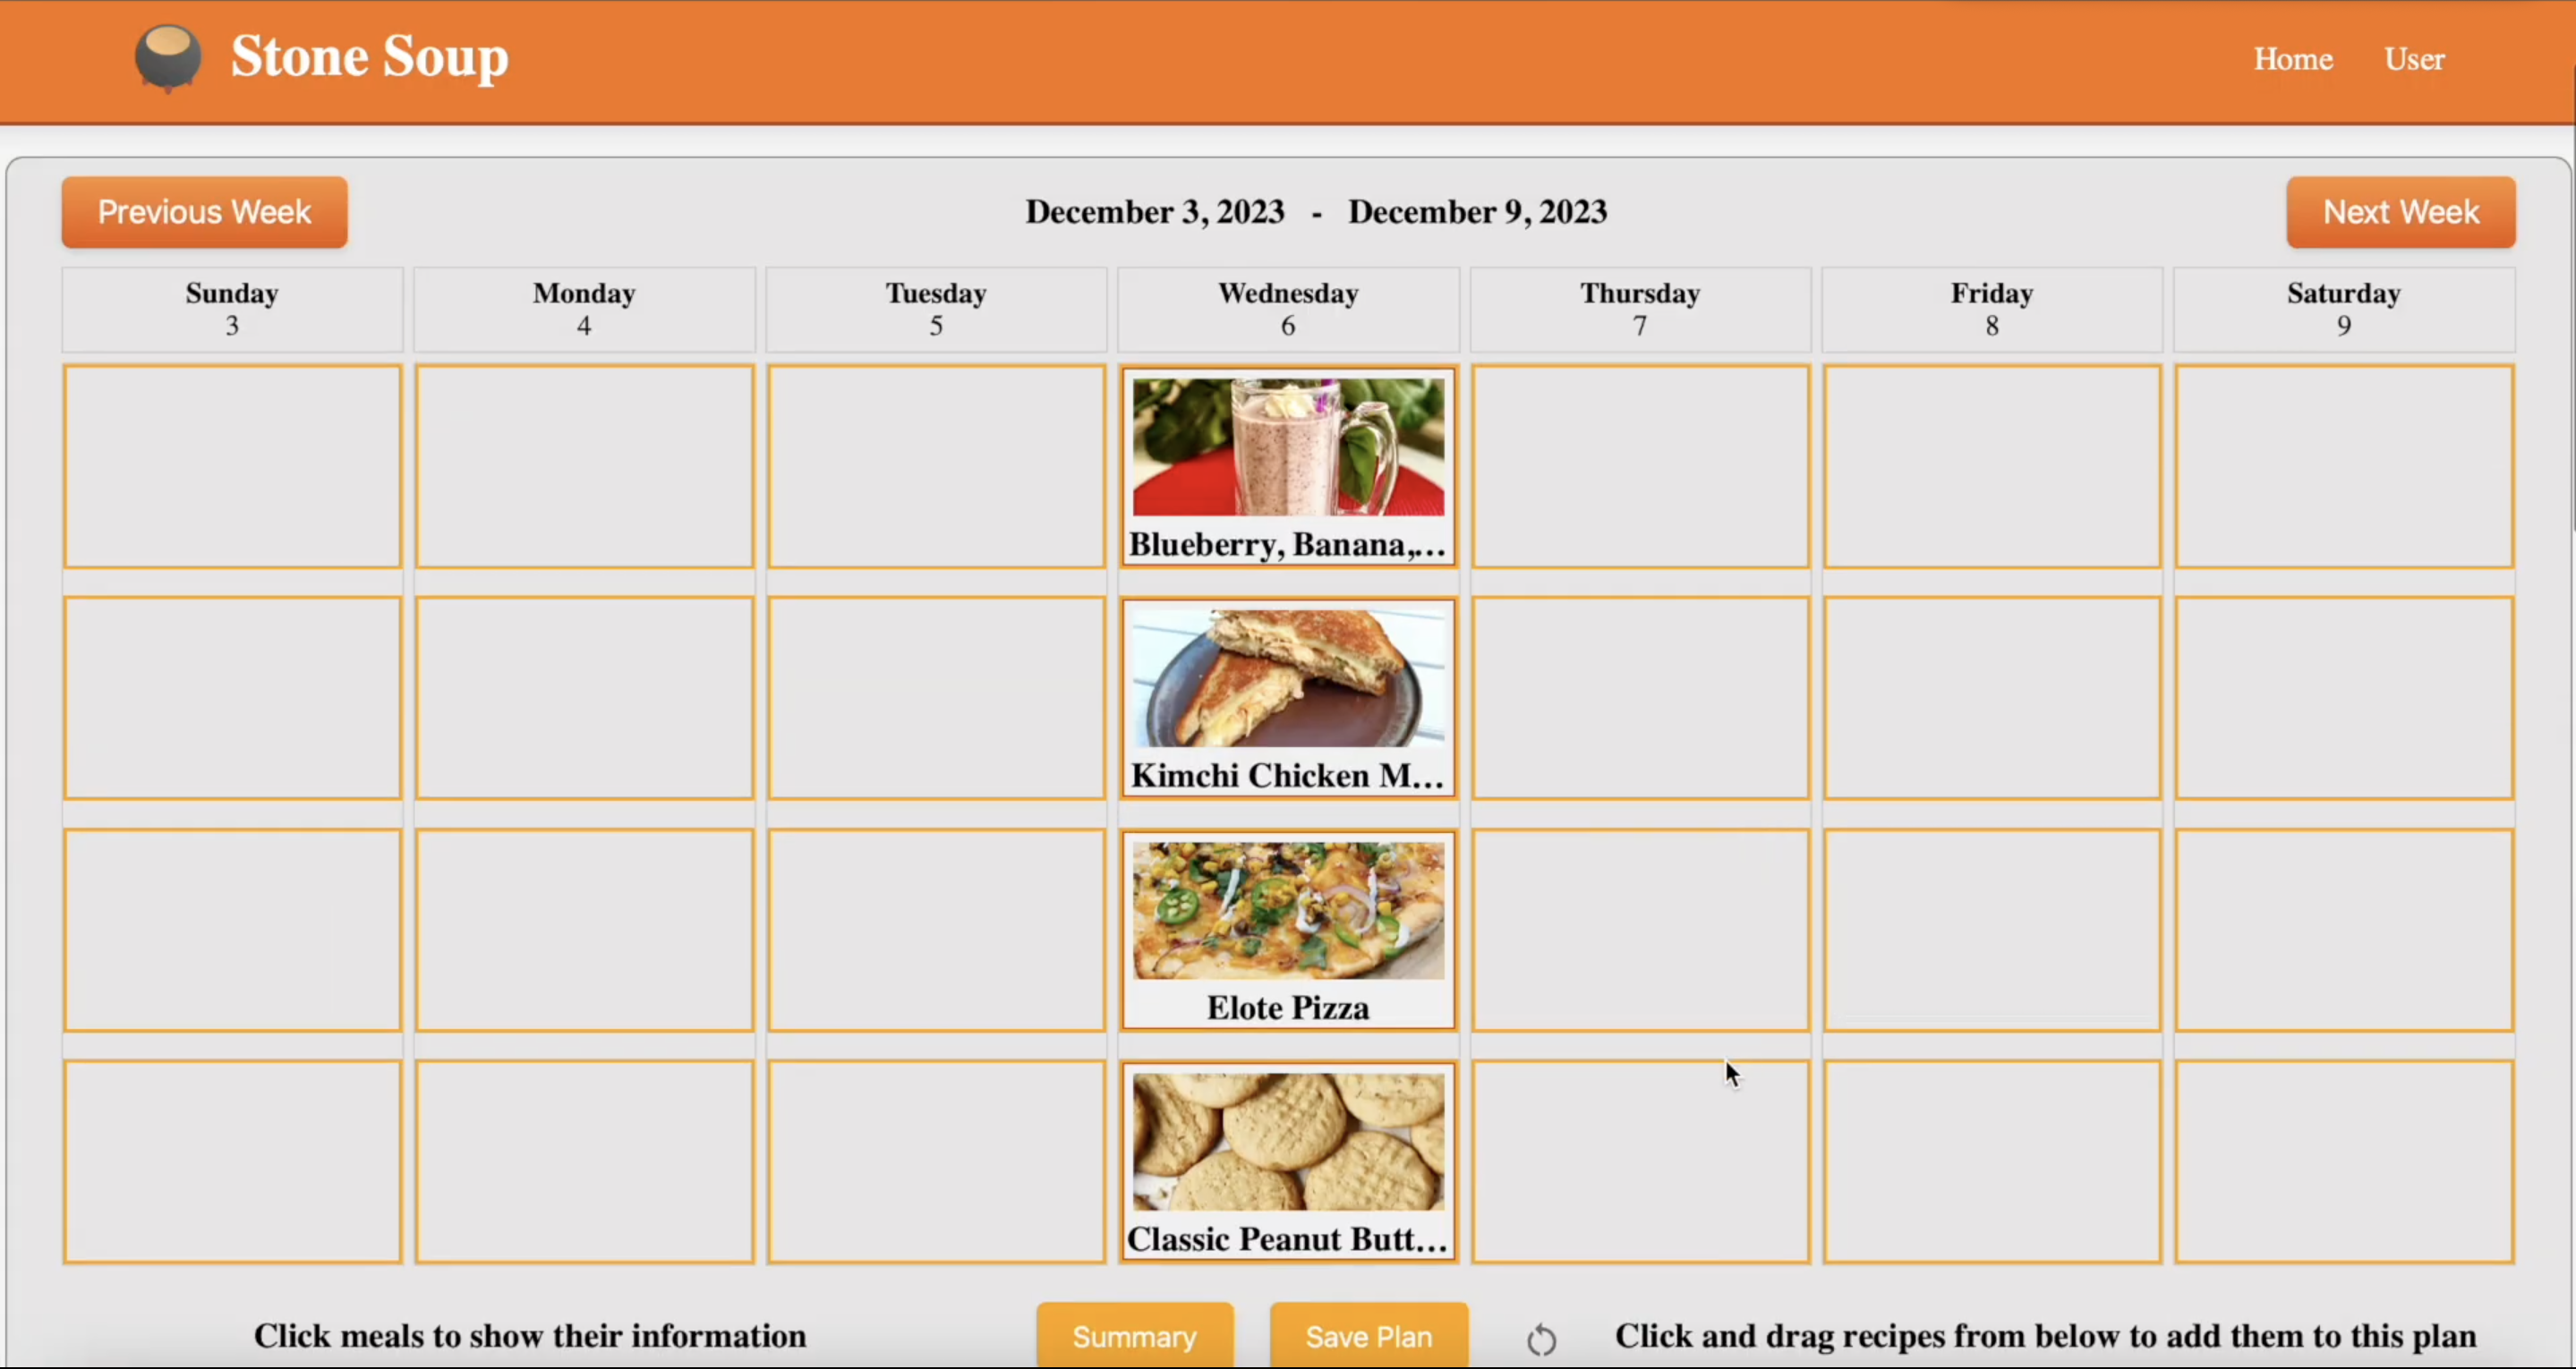 Stone Soup
Home User
Previous Week
December 3, 2023 - December 9, 2023
Next Week
Sunday
3
Monday
4
Tuesday
5
Wednesday
6
Thursday
7
Friday
8
Saturday
9
Blueberry, Banana,...
Kimchi Chicken M...
Elote Pizza
Classic Peanut Butt...
Click meals to show their information
Summary
Save Plan
Click and drag recipes from below to add them to this plan